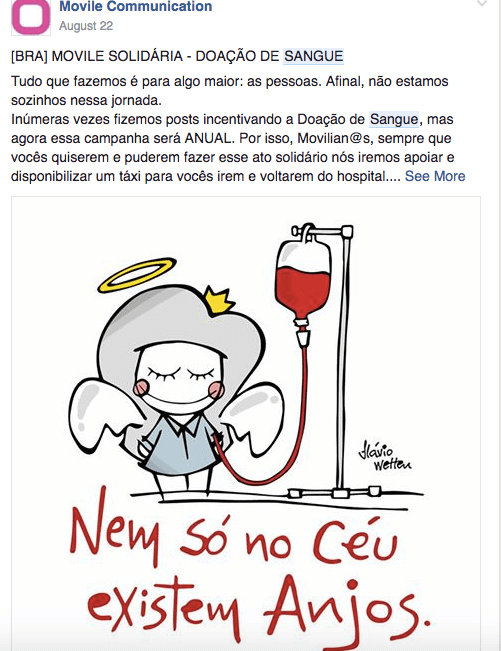 Movile Communication
August 22
[BRA] MOVILE SOLIDÁRIA - DOAÇÃO DE SANGUE
Tudo que fazemos é para algo maior: as pessoas. Afinal, não estamos
sozinhos nessa jornada.
Inúmeras vezes fizemos posts incentivando a Doação de Sangue, mas
agora essa campanha será ANUAL. Por isso, Movilian@s, sempre que
vocês quiserem e puderem fazer esse ato solidário nós iremos apoiar e
disponibilizar um táxi para vocês irem e voltarem do hospital.... See More
Flávio
Wetten
Nem só no Céu
existem Anjos.